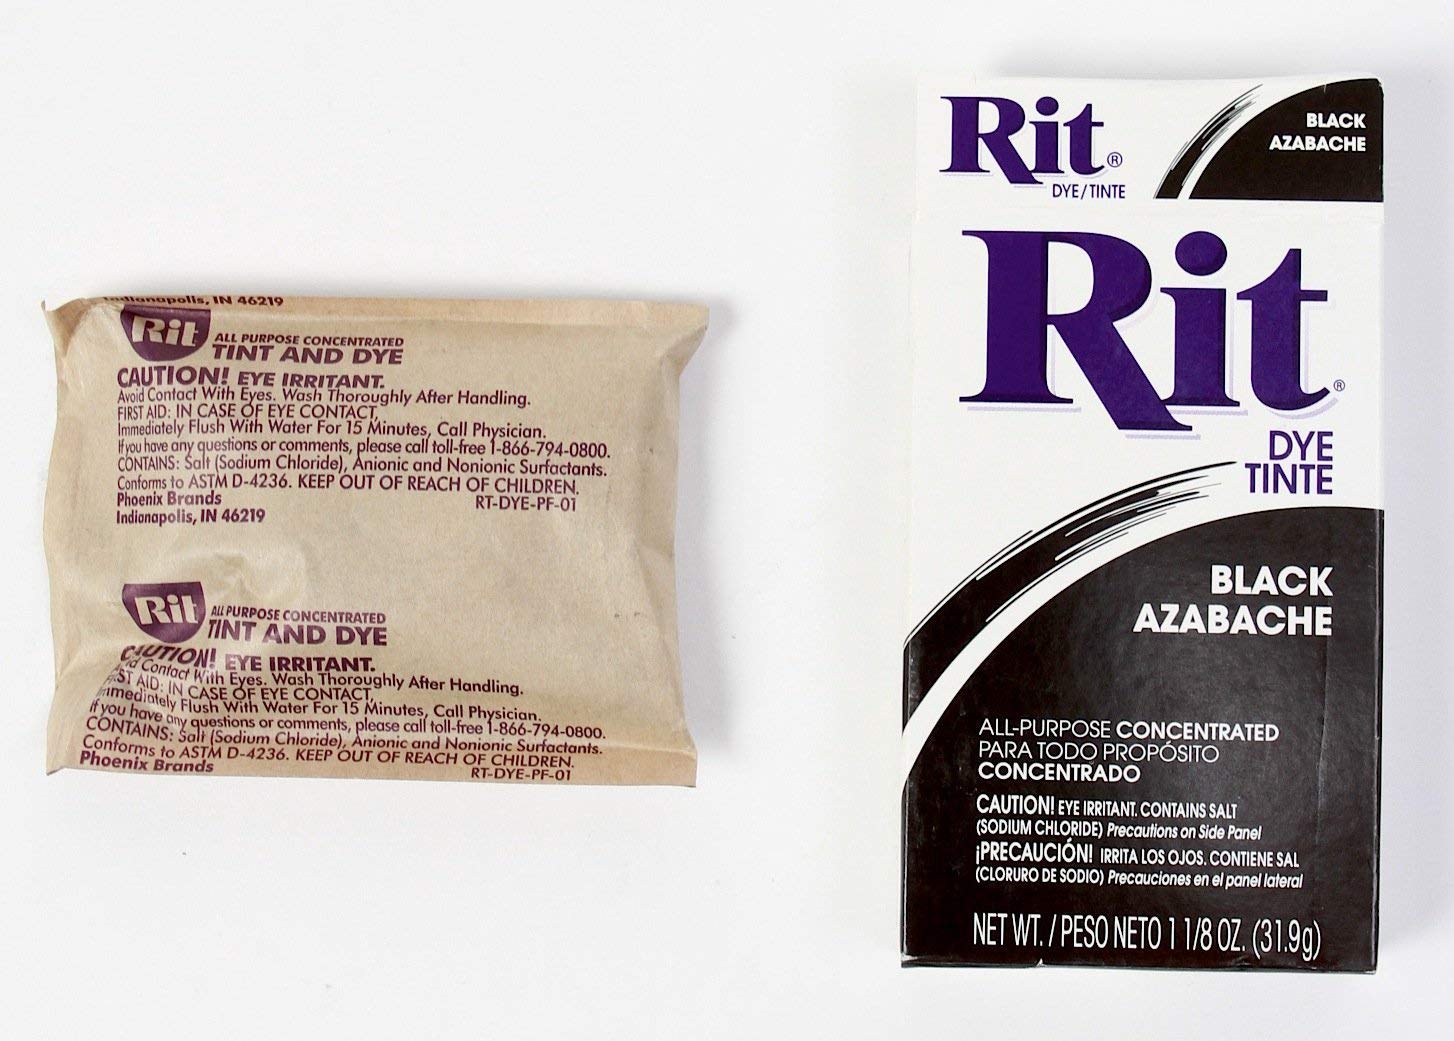 Indianapolis, IN 46219
Rit
ALL PURPOSE CONCENTRATED
TINT AND DYE
CAUTION! EYE IRRITANT.
Avoid Contact With Eyes. Wash Thoroughly After Handling.
FIRST AID: IN CASE OF EYE CONTACT,
Immediately Flush With Water For 15 Minutes, Call Physician.
If you have any questions or comments, please call toll-free 1-866-794-0800.
CONTAINS: Salt (Sodium Chloride), Anionic and Nonionic Surfactants.
Conforms to ASTM D-4236. KEEP OUT OF REACH OF CHILDREN.
Phoenix Brands RT-DYE-PF-01
Indianapolis, IN 46219
Rit
ALL PURPOSE CONCENTRATED
TINT AND DYE
CAUTION! EYE IRRITANT.
Contact With Eyes. Wash Thoroughly After Handling.
AID: IN CASE OF EYE CONTACT,
Immediately Flush With Water For 15 Minutes, Call Physician.
If you have any questions or comments, please call toll-free 1-866-794-0800.
CONTAINS: Salt (Sodium Chloride), Anionic and Nonionic Surfactants.
Conforms to ASTM D-4236. KEEP OUT OF REACH OF CHILDREN.
Phoenix Brands RT-DYE-PF-01
Rit®
DYE/TINTE
BLACK
AZABACHE
Rit®
DYE
TINTE
BLACK
AZABACHE
ALL-PURPOSE CONCENTRATED
PARA TODO PROPÓSITO
CONCENTRADO
CAUTION! EYE IRRITANT. CONTAINS SALT
(SODIUM CHLORIDE) Precautions on Side Panel
¡PRECAUCIÓN! IRRITA LOS OJOS. CONTIENE SAL
(CLORURO DE SODIO) Precauciones en el panel lateral
NET WT. / PESO NETO 1 1/8 OZ. (31.9g)